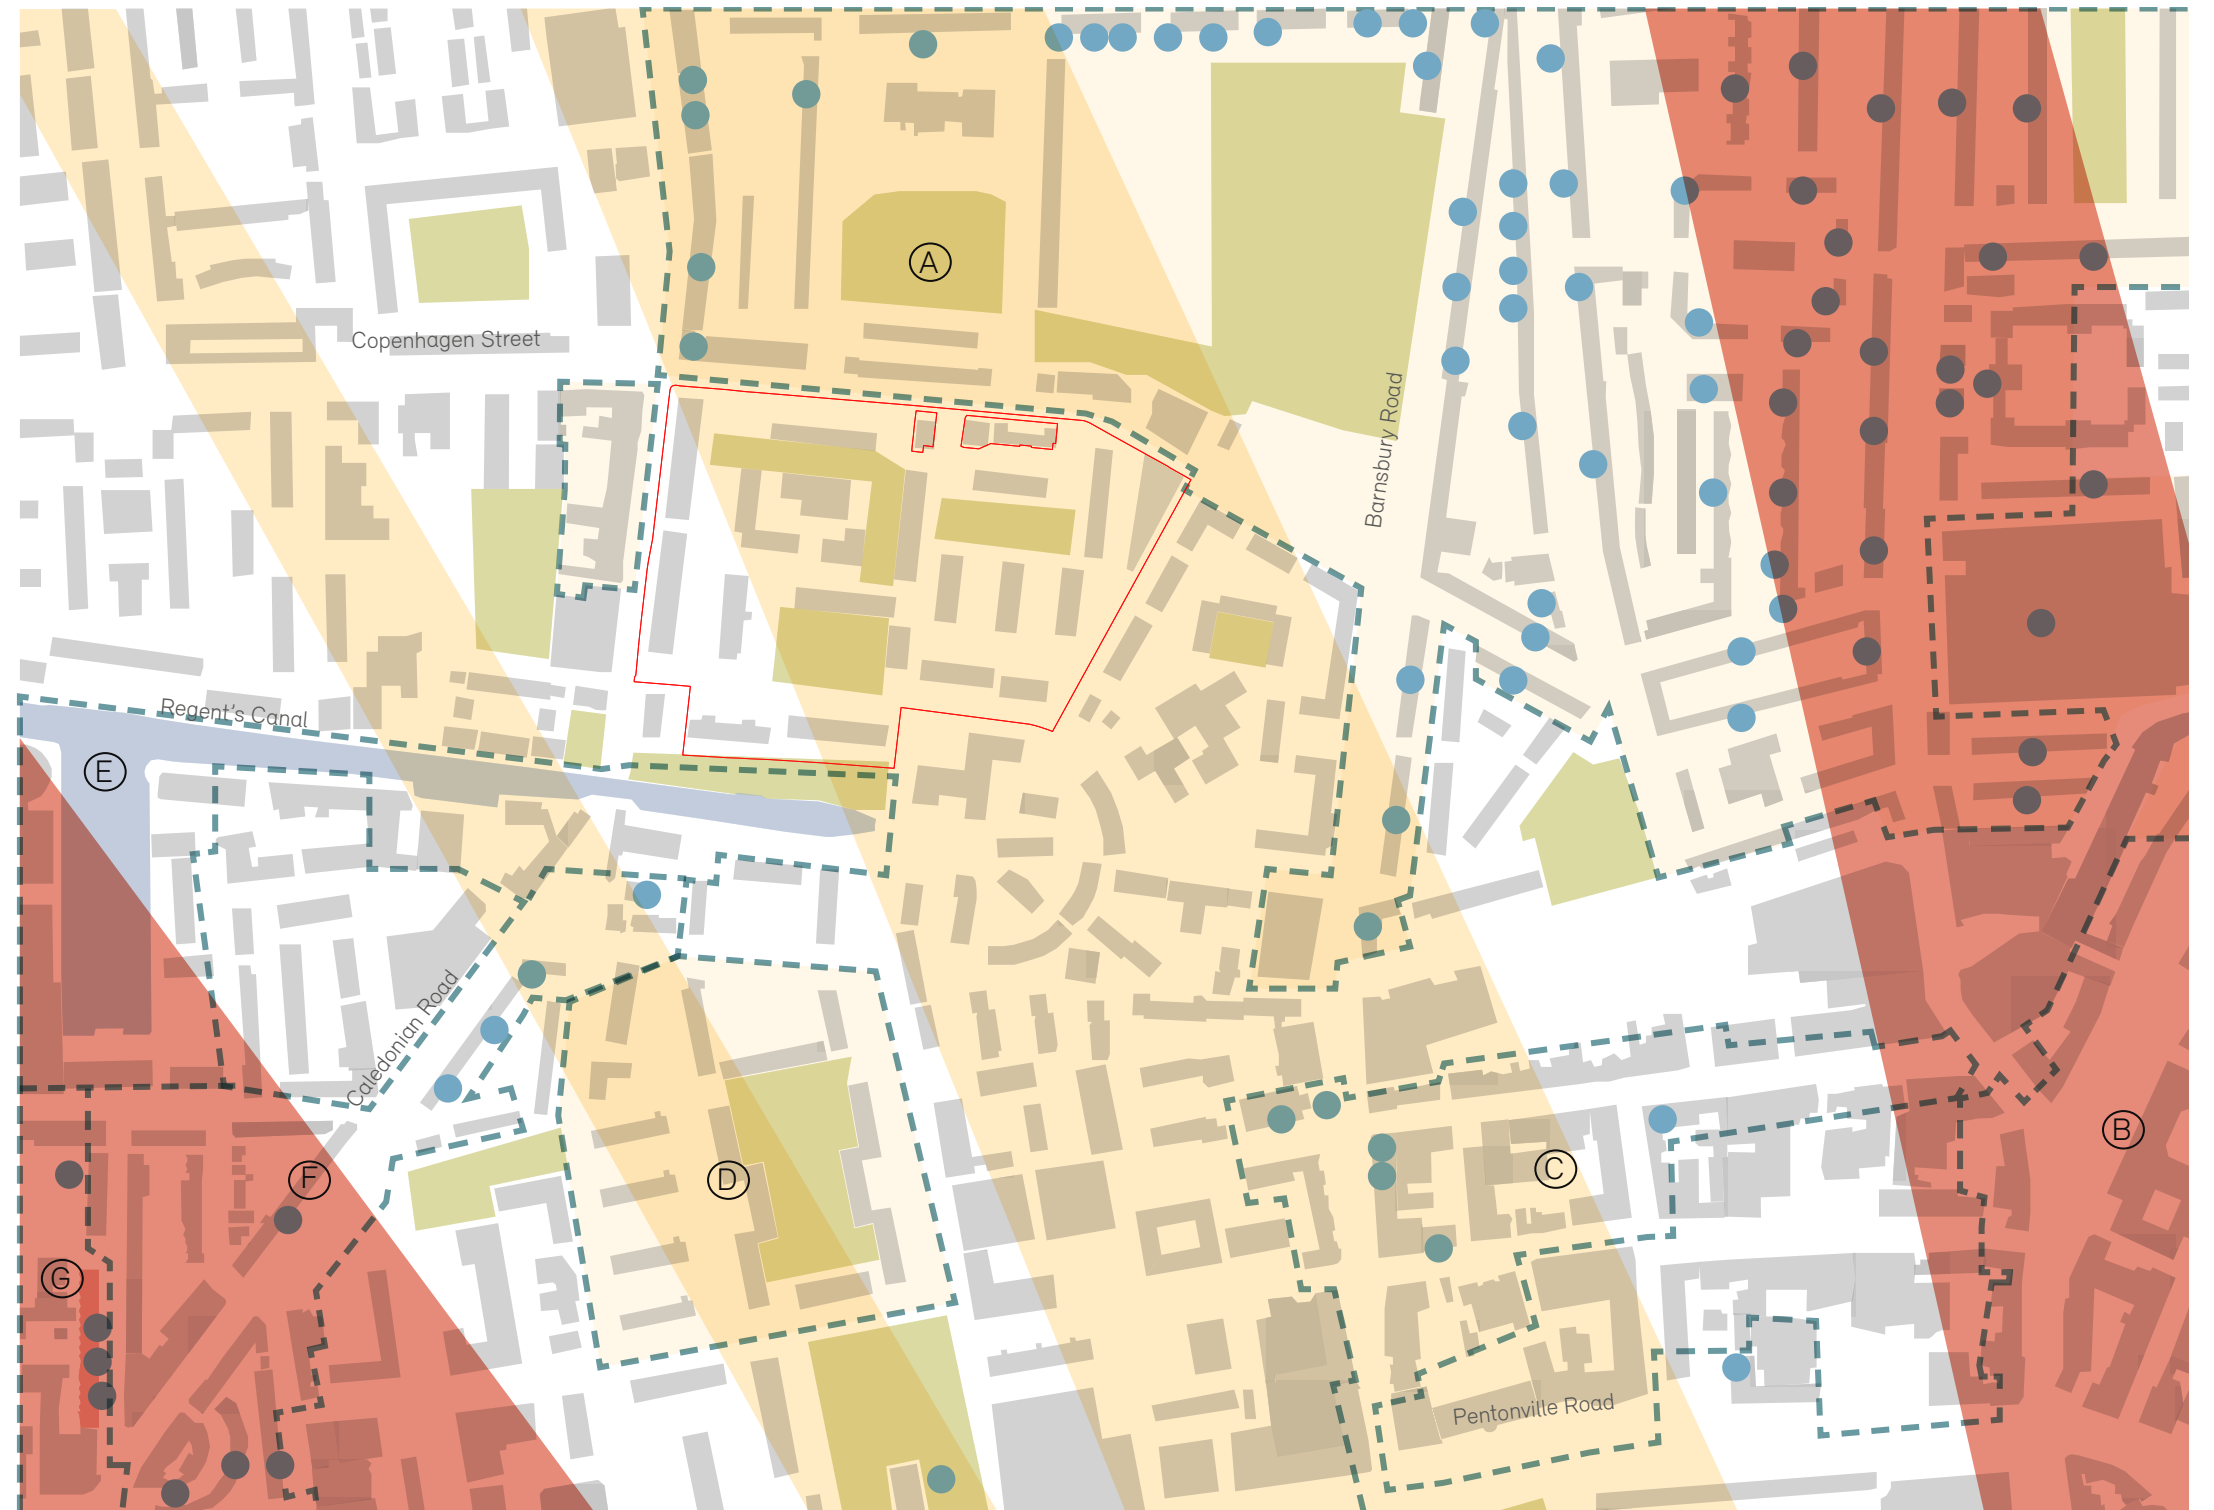 A
Copenhagen Street
Barnsbury Road
Regent's Canal
E
Caledonian Road
B
C
D
F
G
Pentonville Road